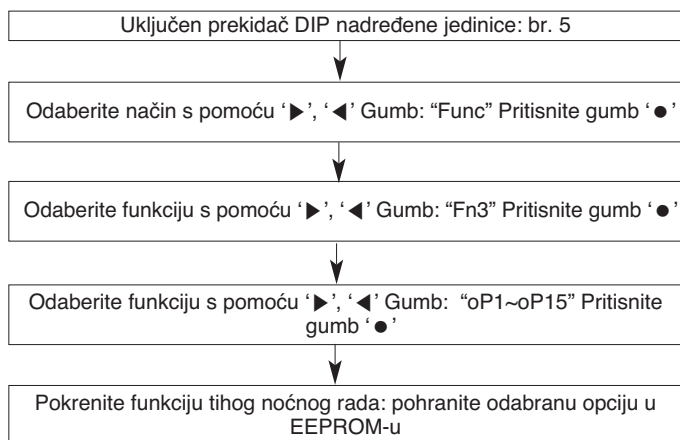 Uključen prekidač DIP nadređene jedinice: br. 5
Odaberite način s pomoću ‘▶’, ‘◀’ Gumb: “Func” Pritisnite gumb ‘●’
Odaberite funkciju s pomoću ‘▶’, ‘◀’ Gumb: “Fn3” Pritisnite gumb ‘●’
Odaberite funkciju s pomoću ‘▶’, ‘◀’ Gumb: “oP1~oP15” Pritisnite
gumb ‘●’
Pokrenite funkciju tihog noćnog rada: pohranite odabranu opciju u
EEPROM-u